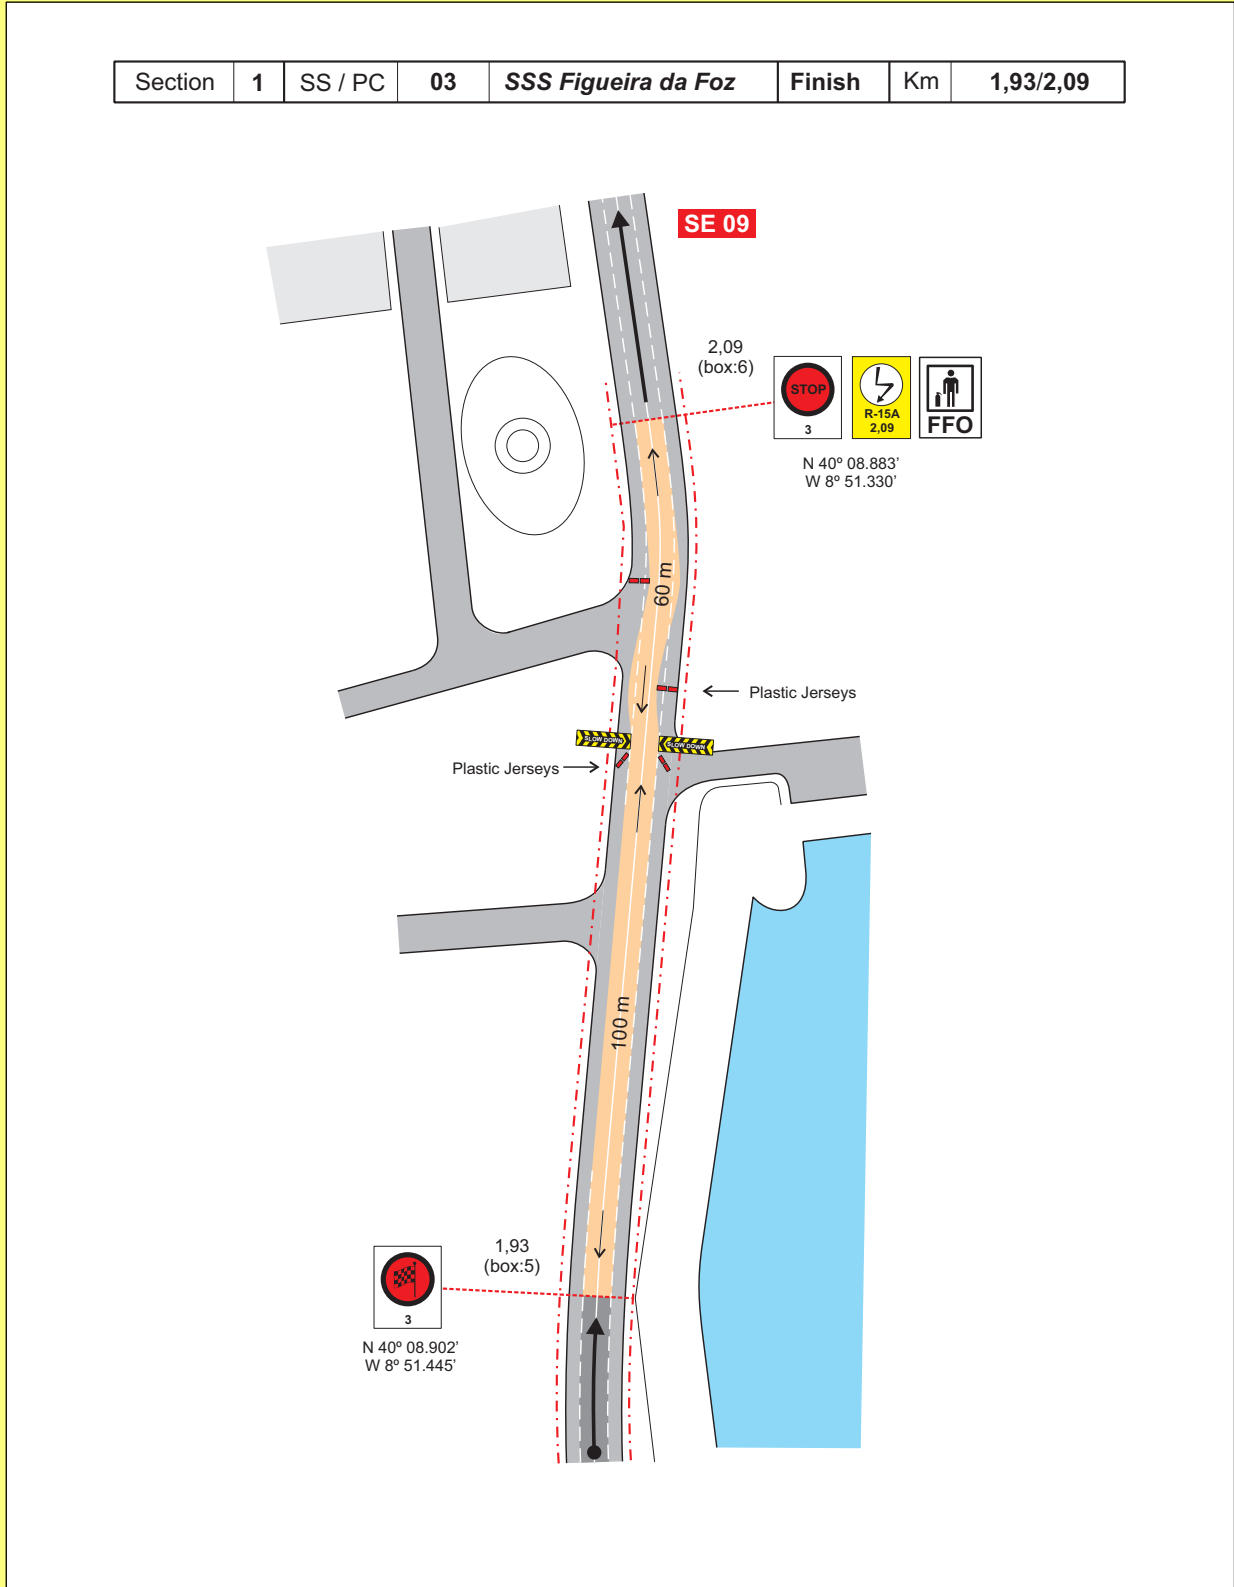 Section 1 SS / PC 03 SSS Figueira da Foz Finish Km 1,93/2,09
SE 09
2,09
(box:6)
STOP
3
R-15A
2,09
FFO
N 40º 08.883’
W 8º 51.330’
60 m
Plastic Jerseys
SLOW DOWN
SLOW DOWN
Plastic Jerseys
100 m
1,93
(box:5)
3
N 40º 08.902’
W 8º 51.445’